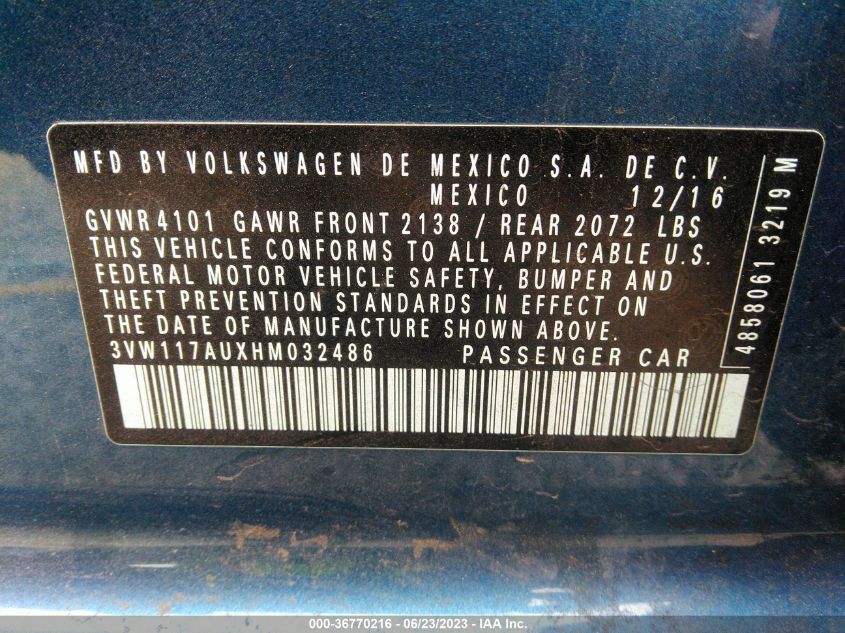 MFD BY VOLKSWAGEN DE MEXICO S.A. DE C.V.
MEXICO 12/16
GVWR 4101 GAWR FRONT 2138 / REAR 2072 LBS
THIS VEHICLE CONFORMS TO ALL APPLICABLE U.S.
FEDERAL MOTOR VEHICLE SAFETY, BUMPER AND
THEFT PREVENTION STANDARDS IN EFFECT ON
THE DATE OF MANUFACTURE SHOWN ABOVE.
3VW117AUXHM032486 PASSENGER CAR
4858061 3219 M
000-36770216 - 06/23/2023 - IAA Inc.